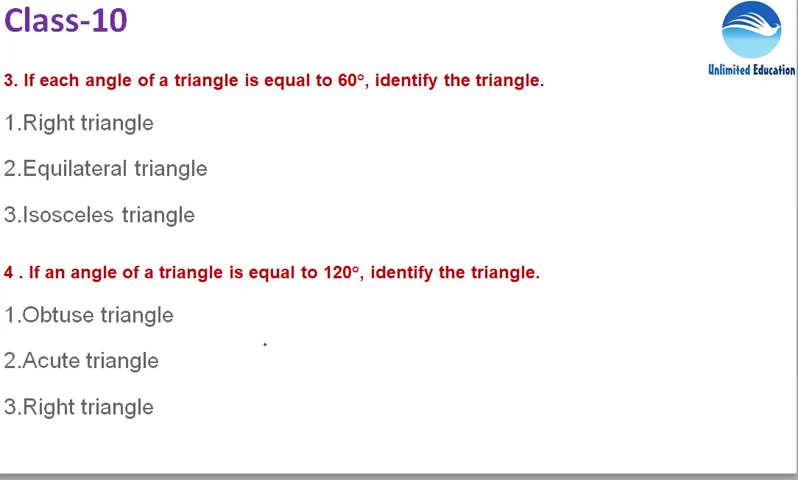 Class-10
Unlimited Education
3. If each angle of a triangle is equal to 60°, identify the triangle.
1.Right triangle
2.Equilateral triangle
3.Isosceles triangle
4 . If an angle of a triangle is equal to 120°, identify the triangle.
1.Obtuse triangle
2.Acute triangle
3.Right triangle